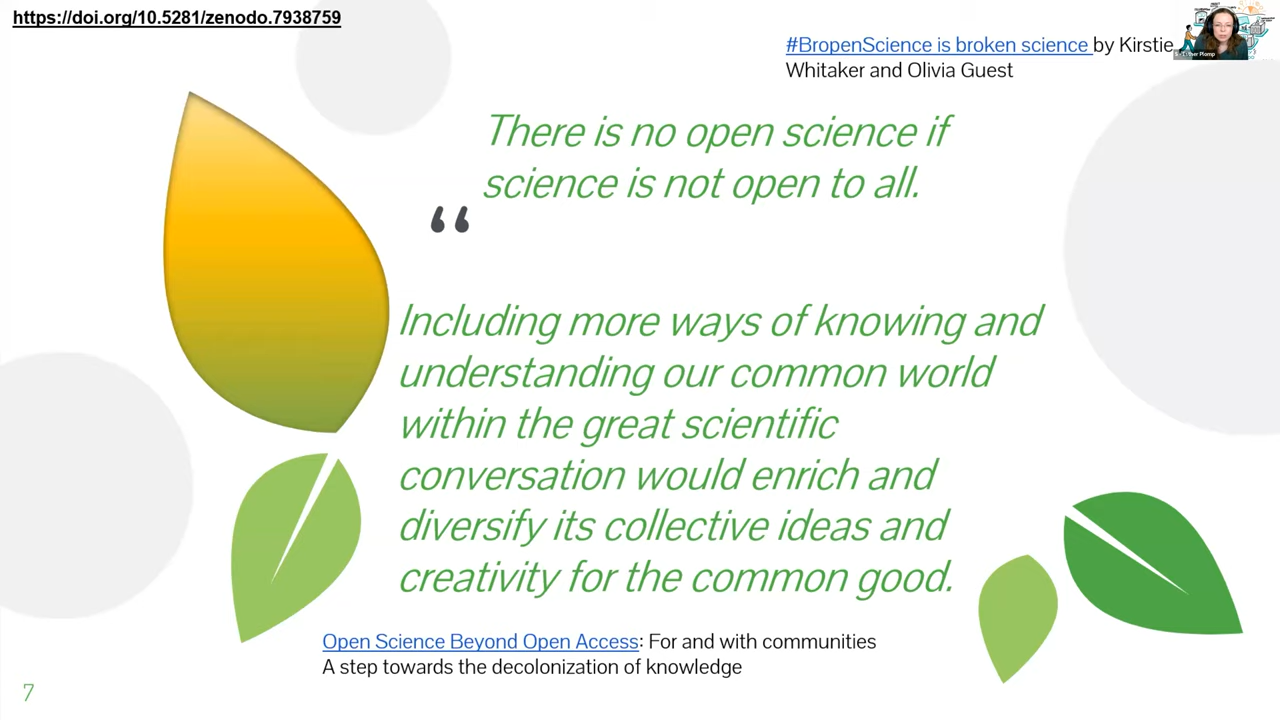 https://doi.org/10.5281/zenodo.7938759
#BropenScience is broken science by Kirstie
Whitaker and Olivia Guest
There is no open science if
science is not open to all.
“
Including more ways of knowing and
understanding our common world
within the great scientific
conversation would enrich and
diversify its collective ideas and
creativity for the common good.
Open Science Beyond Open Access: For and with communities
A step towards the decolonization of knowledge
7